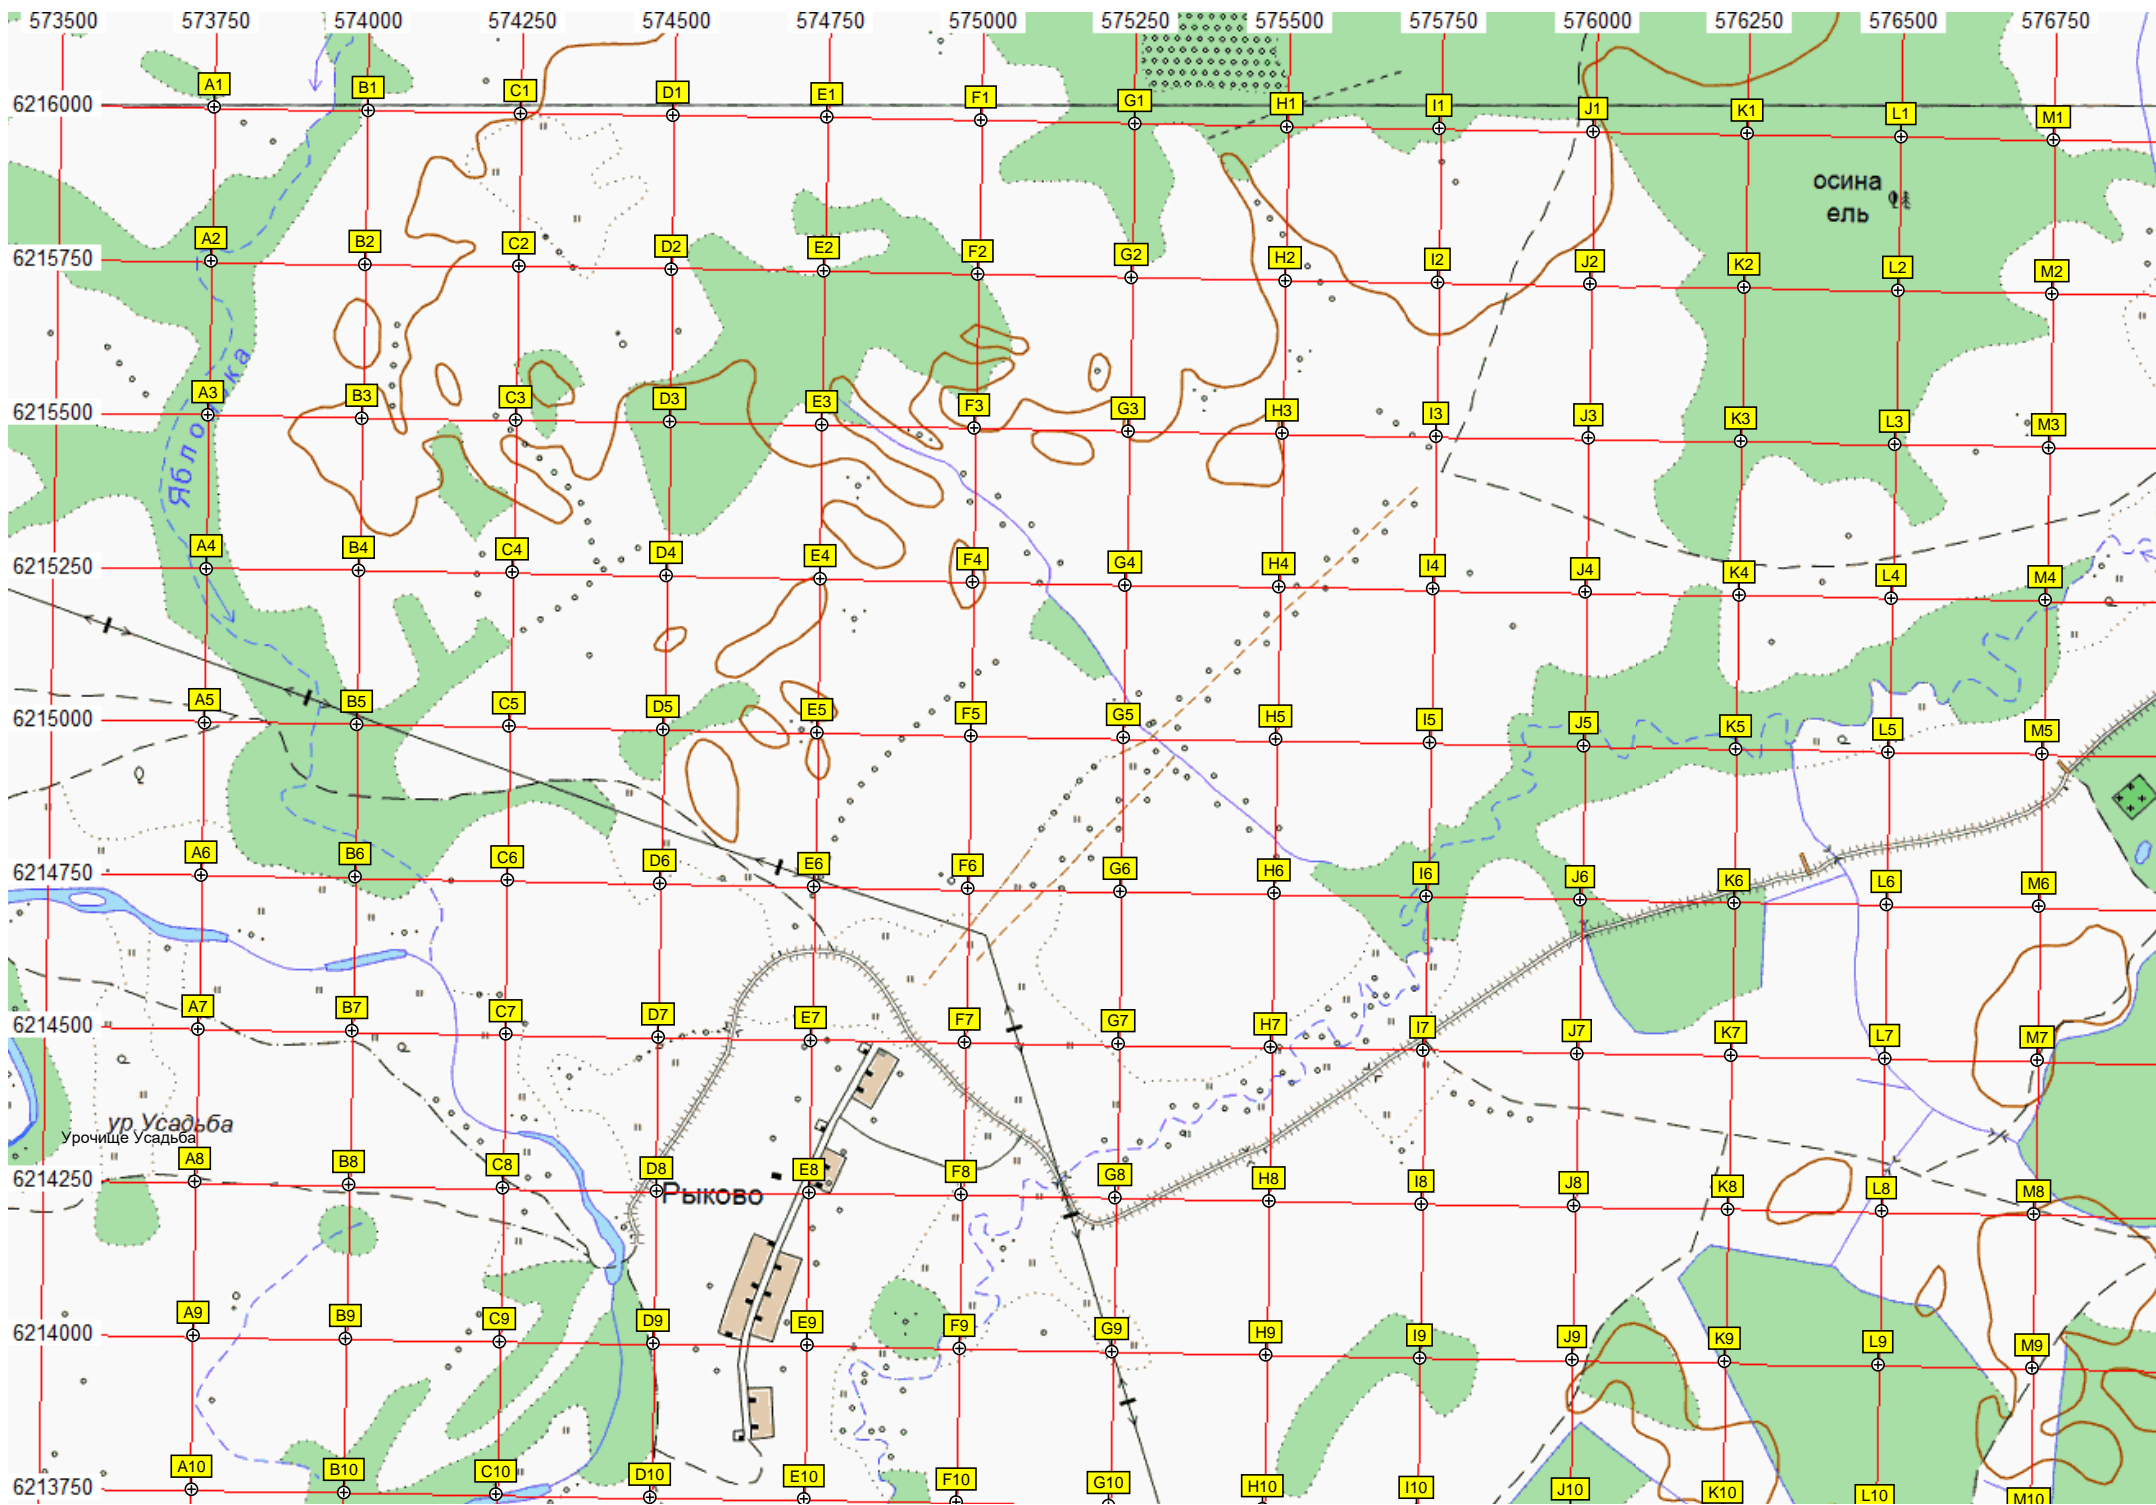 573500 573750 574000 574250 574500 574750 575000 575250 575500 575750 576000 576250 576500 576750
6216000 A1 B1 C1 D1 E1 F1 G1 H1 I1 J1 K1 L1 M1
осина
ель
6215750 A2 B2 C2 D2 E2 F2 G2 H2 I2 J2 K2 L2 M2
6215500 A3 B3 C3 D3 E3 F3 G3 H3 I3 J3 K3 L3 M3
6215250 A4 B4 C4 D4 E4 F4 G4 H4 I4 J4 K4 L4 M4
6215000 A5 B5 C5 D5 E5 F5 G5 H5 I5 J5 K5 L5 M5
6214750 A6 B6 C6 D6 E6 F6 G6 H6 I6 J6 K6 L6 M6
6214500 A7 B7 C7 D7 E7 F7 G7 H7 I7 J7 K7 L7 M7
ур Усадьба
Урочище Усадьба
6214250 A8 B8 C8 D8 E8 F8 G8 H8 I8 J8 K8 L8 M8
Рыково
6214000 A9 B9 C9 D9 E9 F9 G9 H9 I9 J9 K9 L9 M9
6213750 A10 B10 C10 D10 E10 F10 G10 H10 I10 J10 K10 L10 M10